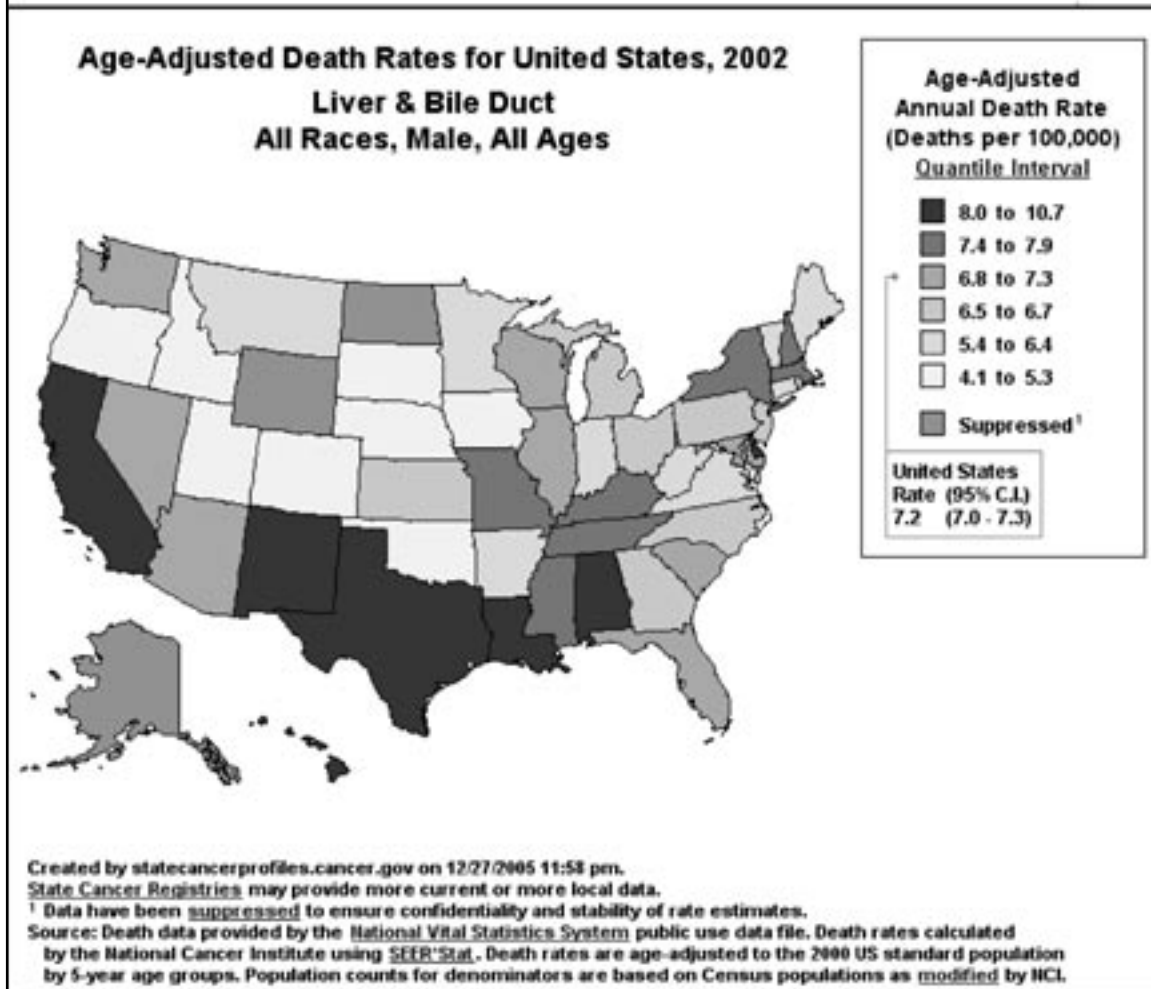 Age-Adjusted Death Rates for United States, 2002
Liver & Bile Duct
All Races, Male, All Ages
Age-Adjusted
Annual Death Rate
(Deaths per 100,000)
Quantile Interval
8.0 to 10.7
7.4 to 7.9
6.8 to 7.3
6.5 to 6.7
5.4 to 6.4
4.1 to 5.3
Suppressed¹
United States
Rate (95% C.I.)
7.2 (7.0 - 7.3)
Created by statecancerprofiles.cancer.gov on 12/27/2005 11:58 pm.
State Cancer Registries may provide more current or more local data.
¹ Data have been suppressed to ensure confidentiality and stability of rate estimates.
Source: Death data provided by the National Vital Statistics System public use data file. Death rates calculated
by the National Cancer Institute using SEER*Stat. Death rates are age-adjusted to the 2000 US standard population
by 5-year age groups. Population counts for denominators are based on Census populations as modified by NCI.